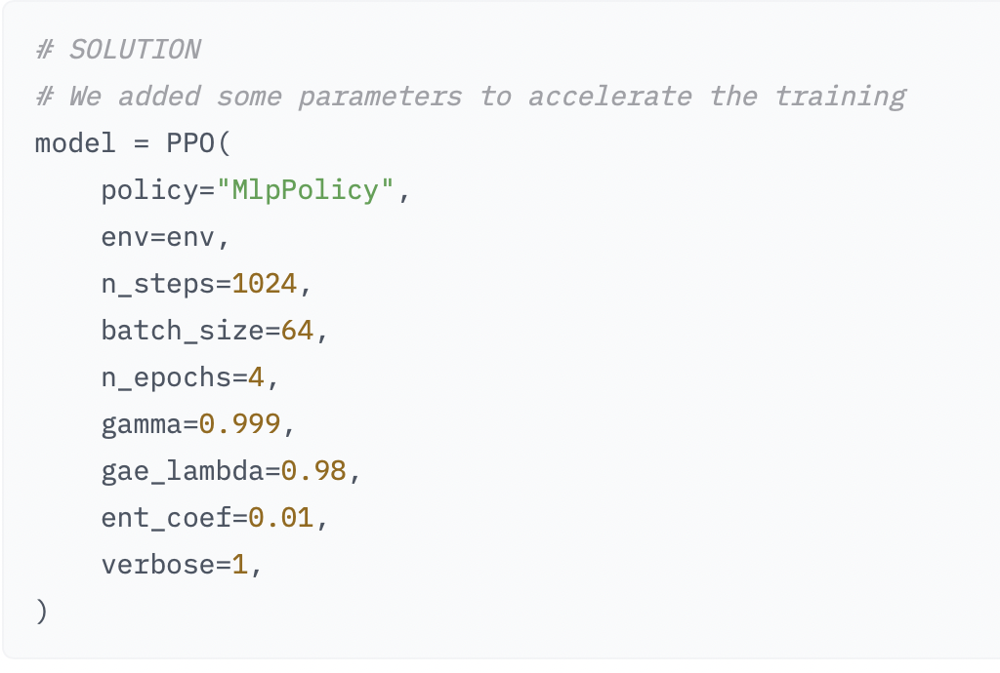 # SOLUTION
# We added some parameters to accelerate the training
model = PPO(
    policy="MlpPolicy",
    env=env,
    n_steps=1024,
    batch_size=64,
    n_epochs=4,
    gamma=0.999,
    gae_lambda=0.98,
    ent_coef=0.01,
    verbose=1,
)